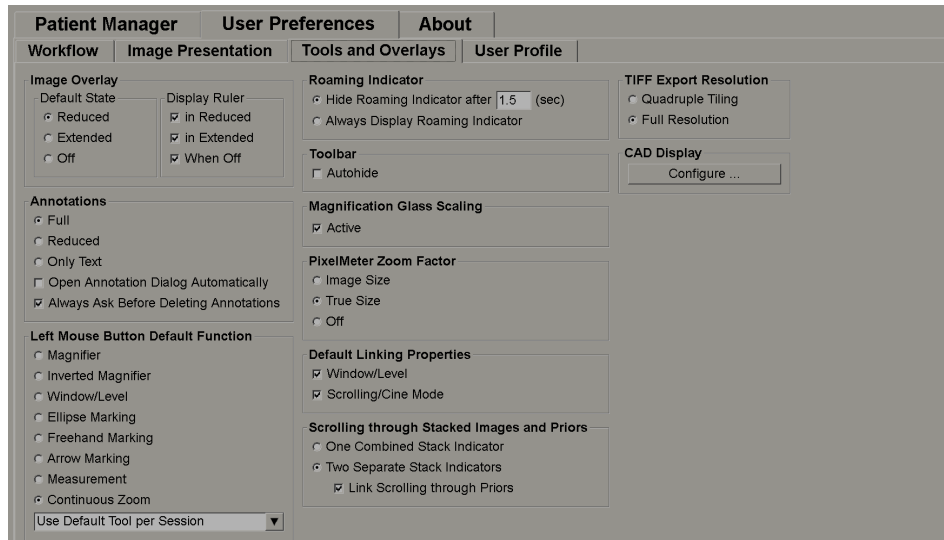 Patient Manager
User Preferences
About
Workflow
Image Presentation
Tools and Overlays
User Profile
Image Overlay
Default State
Reduced
Extended
Off
Display Ruler
in Reduced
in Extended
When Off
Annotations
Full
Reduced
Only Text
Open Annotation Dialog Automatically
Always Ask Before Deleting Annotations
Left Mouse Button Default Function
Magnifier
Inverted Magnifier
Window/Level
Ellipse Marking
Freehand Marking
Arrow Marking
Measurement
Continuous Zoom
Use Default Tool per Session
Roaming Indicator
Hide Roaming Indicator after 1.5 (sec)
Always Display Roaming Indicator
Toolbar
Autohide
Magnification Glass Scaling
Active
PixelMeter Zoom Factor
Image Size
True Size
Off
Default Linking Properties
Window/Level
Scrolling/Cine Mode
Scrolling through Stacked Images and Priors
One Combined Stack Indicator
Two Separate Stack Indicators
Link Scrolling through Priors
TIFF Export Resolution
Quadruple Tiling
Full Resolution
CAD Display
Configure ...